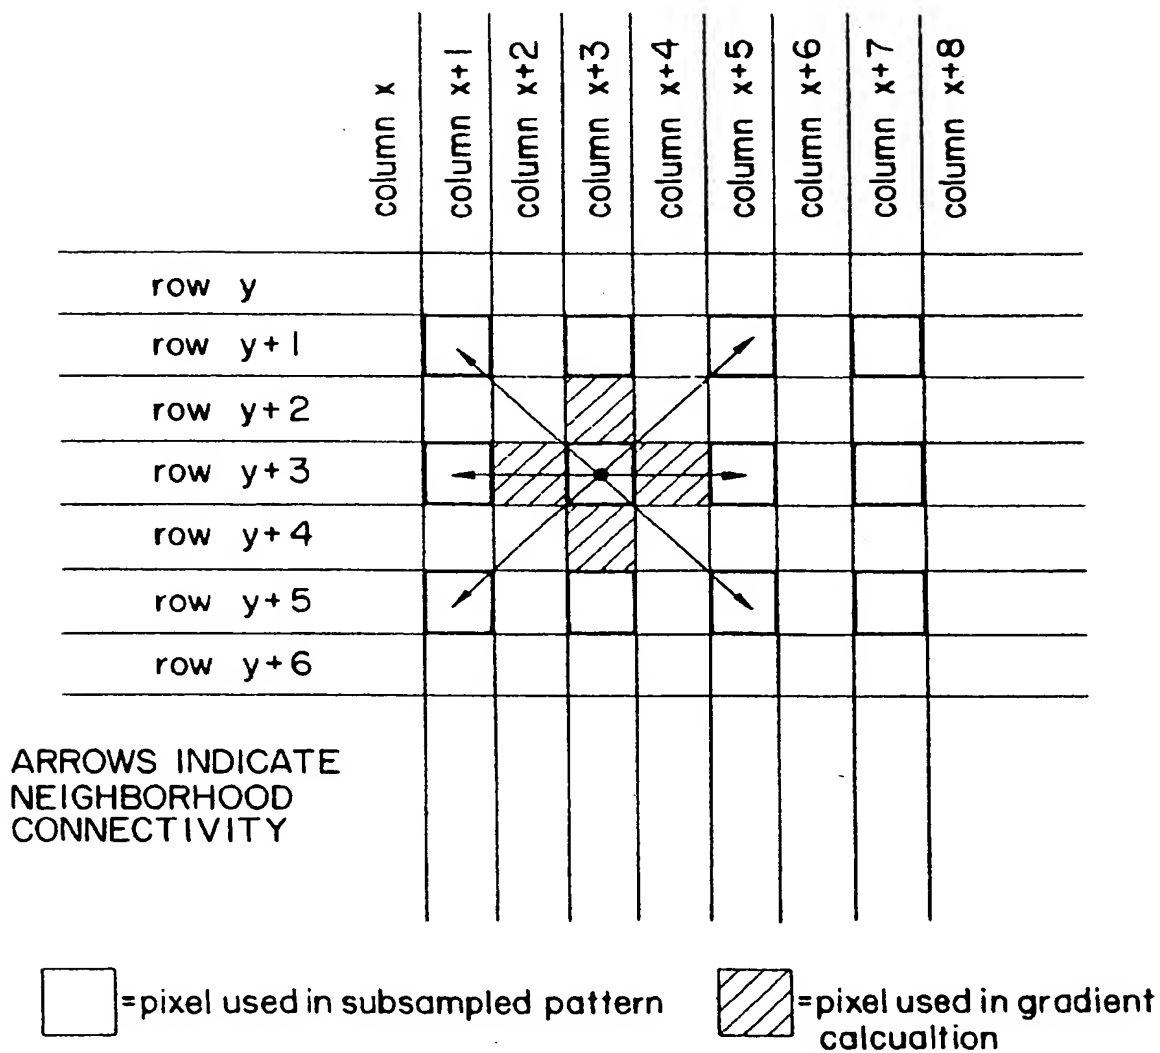 column x
column x+1
column x+2
column x+3
column x+4
column x+5
column x+6
column x+7
column x+8
row y
row y+1
row y+2
row y+3
row y+4
row y+5
row y+6
ARROWS INDICATE
NEIGHBORHOOD
CONNECTIVITY
=pixel used in subsampled pattern
=pixel used in gradient
calcualtion